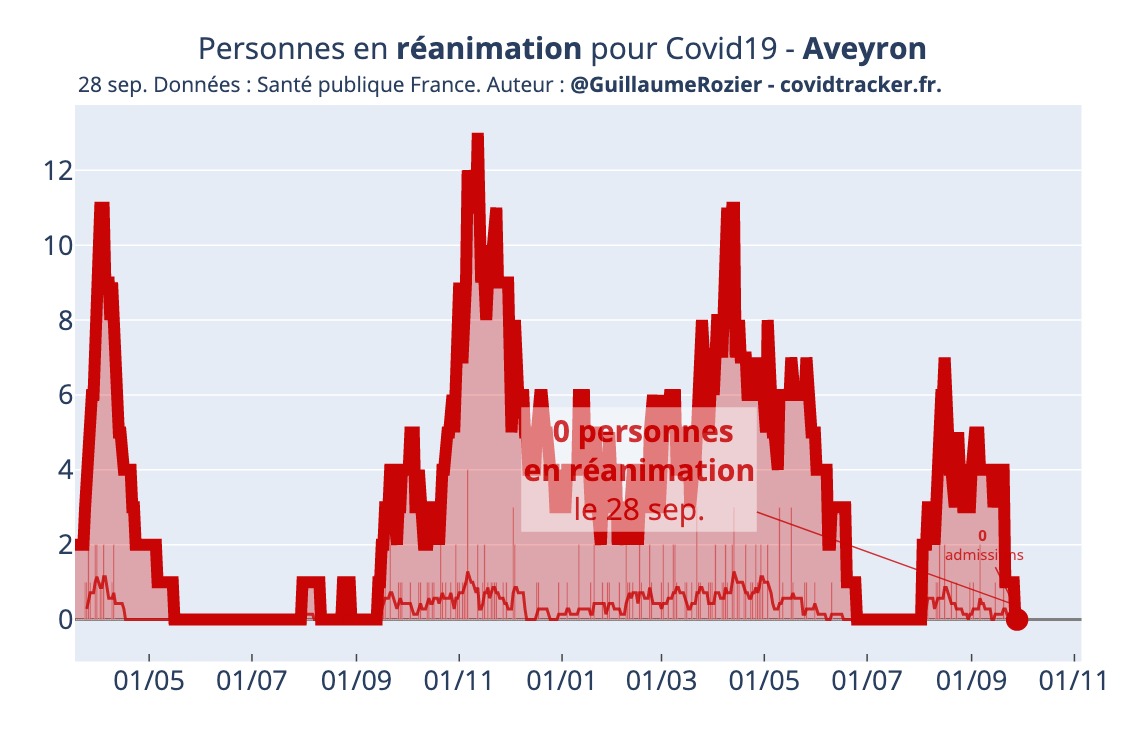 Personnes en réanimation pour Covid19 - Aveyron
28 sep. Données : Santé publique France. Auteur : @GuillaumeRozier - covidtracker.fr.
12
10
8
6
4
2
0
0 personnes
en réanimation
le 28 sep.
0
admissions
01/05 01/07 01/09 01/11 01/01 01/03 01/05 01/07 01/09 01/11